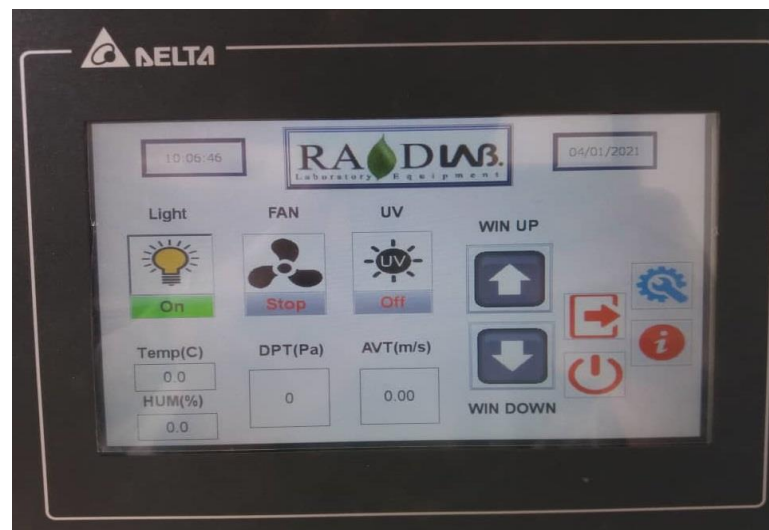 DELTA
10:06:46
RADLAB.
Laboratory Equipment
04/01/2021
Light
FAN
UV
WIN UP
UV
On
Stop
Off
Temp(C)
DPT(Pa)
AVT(m/s)
0.0
0
0.00
HUM(%)
0.0
WIN DOWN
i